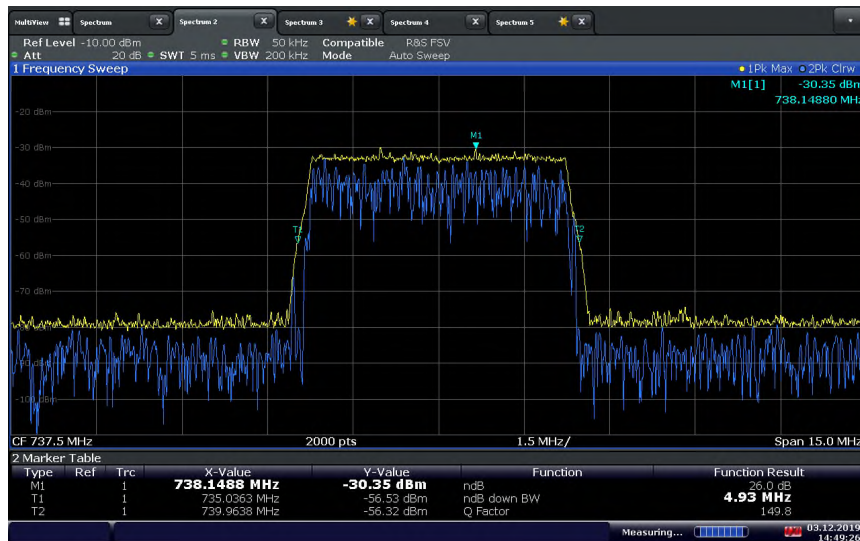 MultiView Spectrum X Spectrum 2 X Spectrum 3 X Spectrum 4 X Spectrum 5 X
Ref Level -10.00 dBm RBW 50 kHz Compatible R&S FSV
Att 20 dB SWT 5 ms VBW 200 kHz Mode Auto Sweep
1 Frequency Sweep 1Pk Max 2Pk Clrw
M1[1] -30.35 dBm
738.14880 MHz
-20 dBm
M1
-30 dBm
-40 dBm
-50 dBm
T1 T2
-60 dBm
-70 dBm
-90 dBm
-100 dBm
CF 737.5 MHz 2000 pts 1.5 MHz/ Span 15.0 MHz
2 Marker Table
Type Ref Trc X-Value Y-Value Function Function Result
M1 1 738.1488 MHz -30.35 dBm ndB 26.0 dB
T1 1 735.0363 MHz -56.53 dBm ndB down BW 4.93 MHz
T2 1 739.9638 MHz -56.32 dBm Q Factor 149.8
Measuring... 03.12.2019
14:49:26